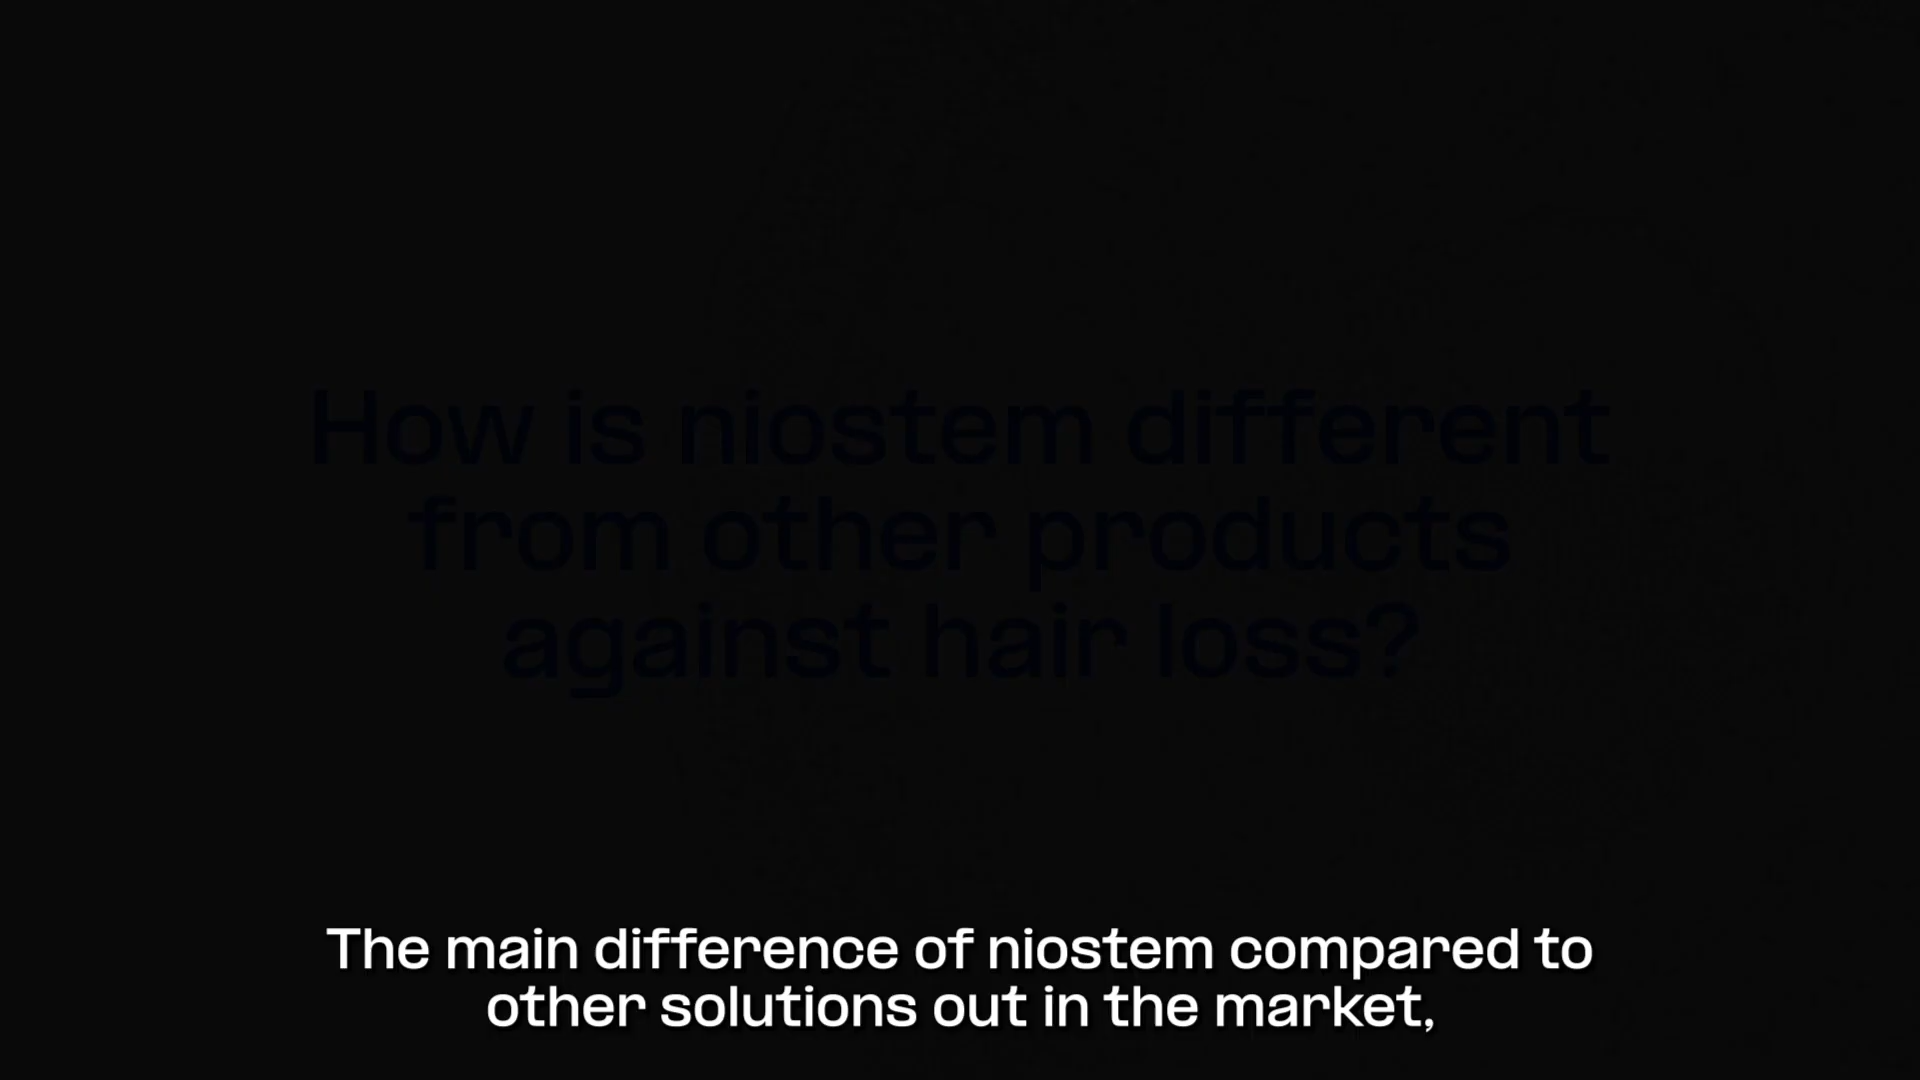 How is niostem different
from other products
against hair loss?
The main difference of niostem compared to
other solutions out in the market,